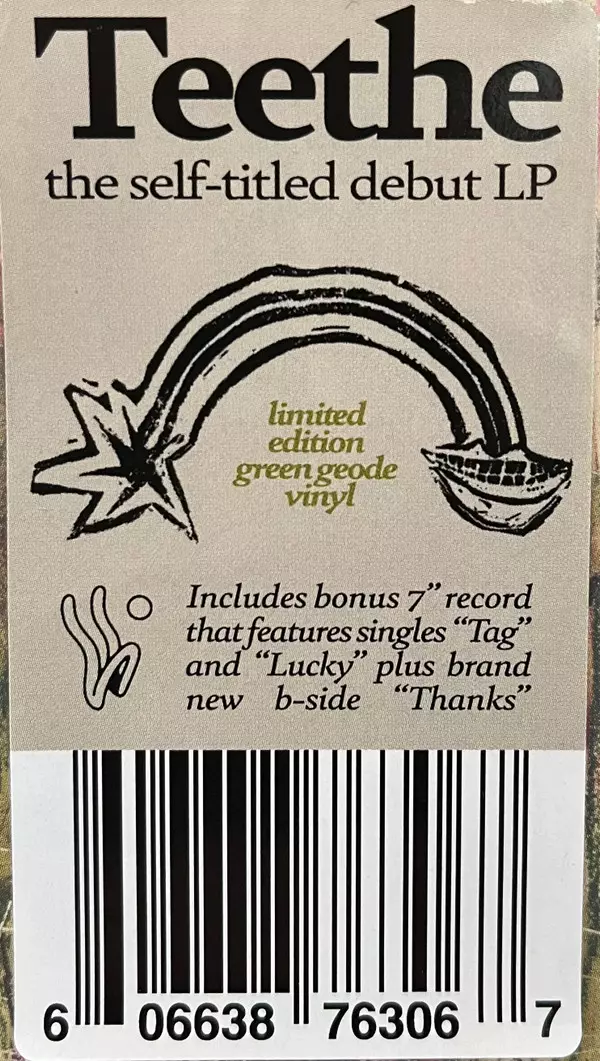 Teethe
the self-titled debut LP
limited
edition
green geode
vinyl
Includes bonus 7” record
that features singles “Tag”
and “Lucky” plus brand
new b-side “Thanks”
6 06638 76306 7